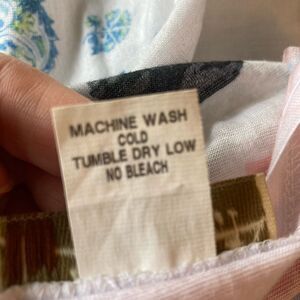 MACHINE WASH
COLD
TUMBLE DRY LOW
NO BLEACH